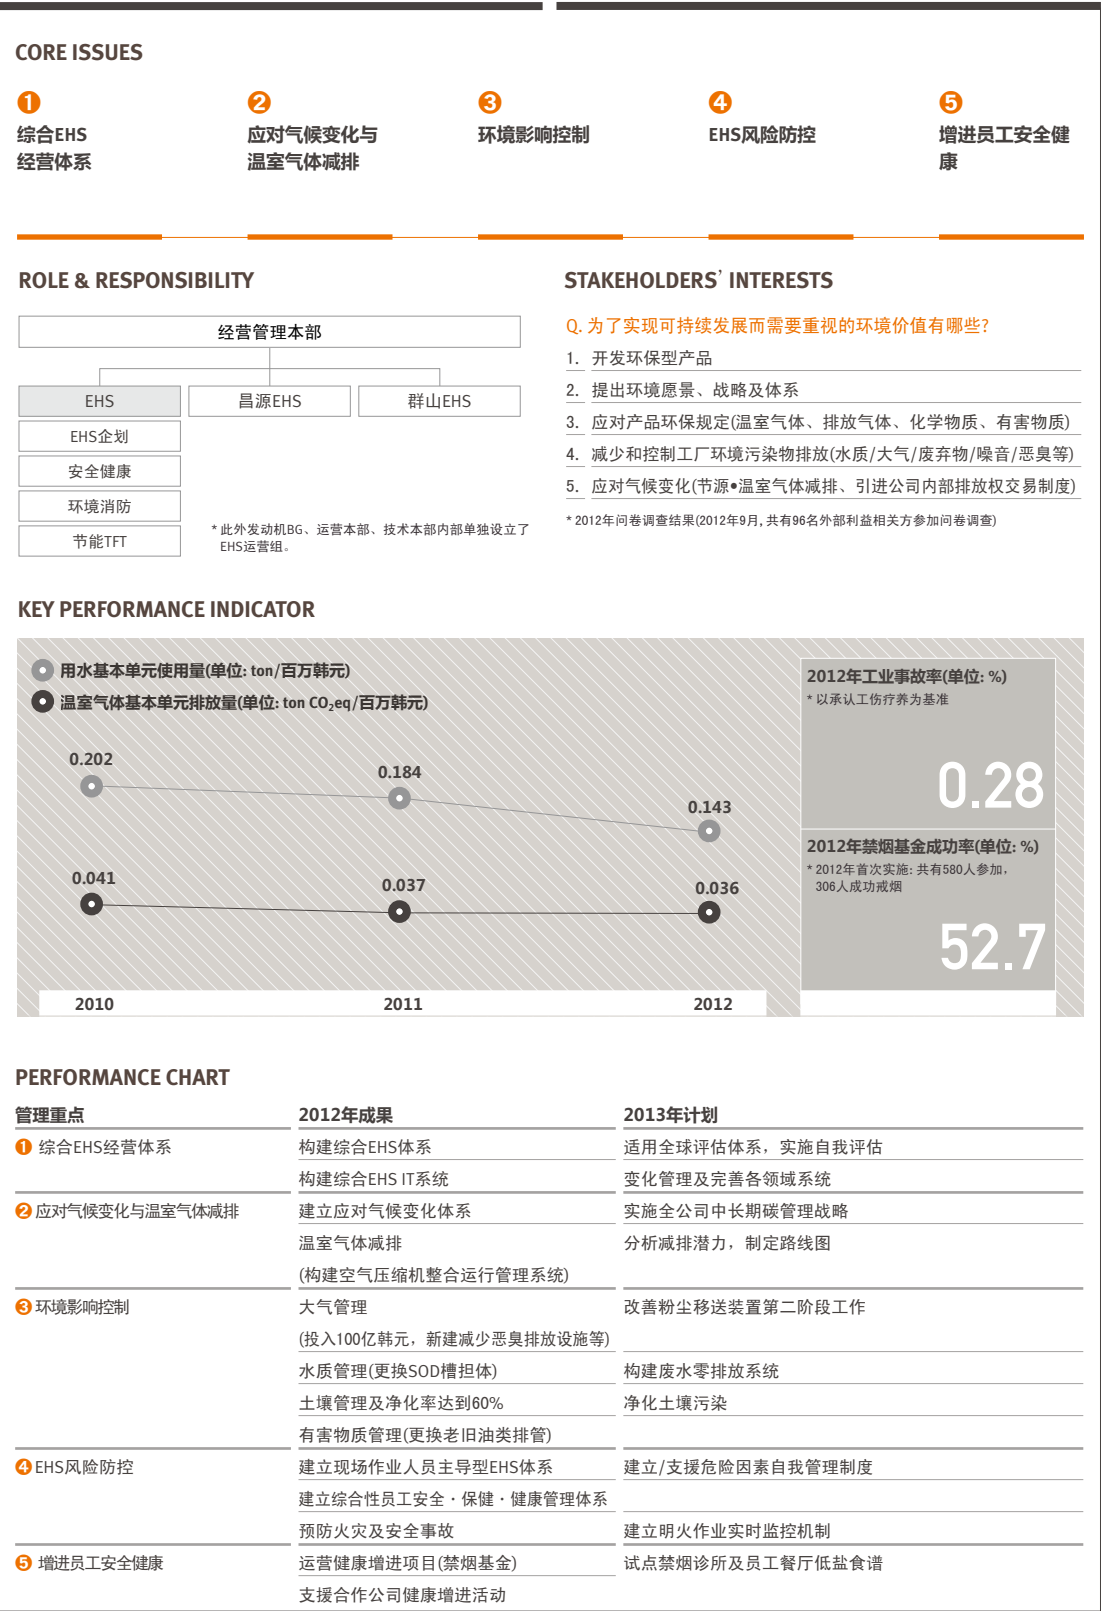 CORE ISSUES
❶
综合EHS
经营体系
❷
应对气候变化与
温室气体减排
❸
环境影响控制
❹
EHS风险防控
❺
增进员工安全健
康
ROLE & RESPONSIBILITY
经营管理本部
EHS
昌源EHS
群山EHS
EHS企划
安全健康
环境消防
节能TFT
* 此外发动机BG、运营本部、技术本部内部单独设立了
EHS运营组。
STAKEHOLDERS’ INTERESTS
Q. 为了实现可持续发展而需要重视的环境价值有哪些?
1. 开发环保型产品
2. 提出环境愿景、战略及体系
3. 应对产品环保规定(温室气体、排放气体、化学物质、有害物质)
4. 减少和控制工厂环境污染物排放(水质/大气/废弃物/噪音/恶臭等)
5. 应对气候变化(节源•温室气体减排、引进公司内部排放权交易制度)
* 2012年问卷调查结果(2012年9月, 共有96名外部利益相关方参加问卷调查)
KEY PERFORMANCE INDICATOR
用水基本单元使用量(单位: ton/百万韩元)
温室气体基本单元排放量(单位: ton CO₂eq/百万韩元)
0.202
0.184
0.143
0.041
0.037
0.036
2010
2011
2012
2012年工业事故率(单位: %)
* 以承认工伤疗养为基准
0.28
2012年禁烟基金成功率(单位: %)
* 2012年首次实施: 共有580人参加，
306人成功戒烟
52.7
PERFORMANCE CHART
管理重点 2012年成果 2013年计划
❶ 综合EHS经营体系 构建综合EHS体系 适用全球评估体系，实施自我评估
构建综合EHS IT系统 变化管理及完善各领域系统
❷ 应对气候变化与温室气体减排 建立应对气候变化体系 实施全公司中长期碳管理战略
温室气体减排 分析减排潜力，制定路线图
(构建空气压缩机整合运行管理系统)
❸ 环境影响控制 大气管理 改善粉尘移送装置第二阶段工作
(投入100亿韩元，新建减少恶臭排放设施等)
水质管理(更换SOD槽担体) 构建废水零排放系统
土壤管理及净化率达到60% 净化土壤污染
有害物质管理(更换老旧油类排管)
❹ EHS风险防控 建立现场作业人员主导型EHS体系 建立/支援危险因素自我管理制度
建立综合性员工安全·保健·健康管理体系
预防火灾及安全事故 建立明火作业实时监控机制
❺ 增进员工安全健康 运营健康增进项目(禁烟基金) 试点禁烟诊所及员工餐厅低盐食谱
支援合作公司健康增进活动